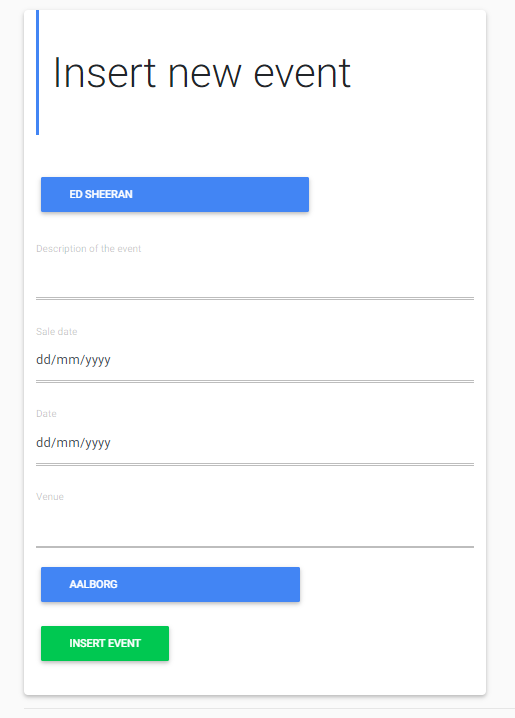 Insert new event
ED SHEERAN
Description of the event
Sale date
dd/mm/yyyy
Date
dd/mm/yyyy
Venue
AALBORG
INSERT EVENT